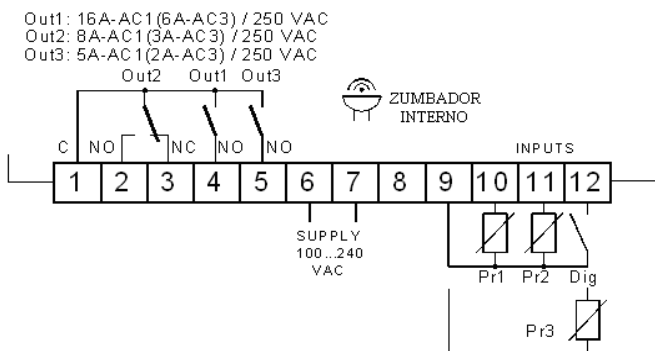 Out1: 16A-AC1(6A-AC3) / 250 VAC
Out2: 8A-AC1(3A-AC3) / 250 VAC
Out3: 5A-AC1(2A-AC3) / 250 VAC
Out2 Out1 Out3
ZUMBADOR
INTERNO
C NO NC NO NO INPUTS
1 2 3 4 5 6 7 8 9 10 11 12
SUPPLY
100...240
VAC
Pr1 Pr2 Dig
Pr3